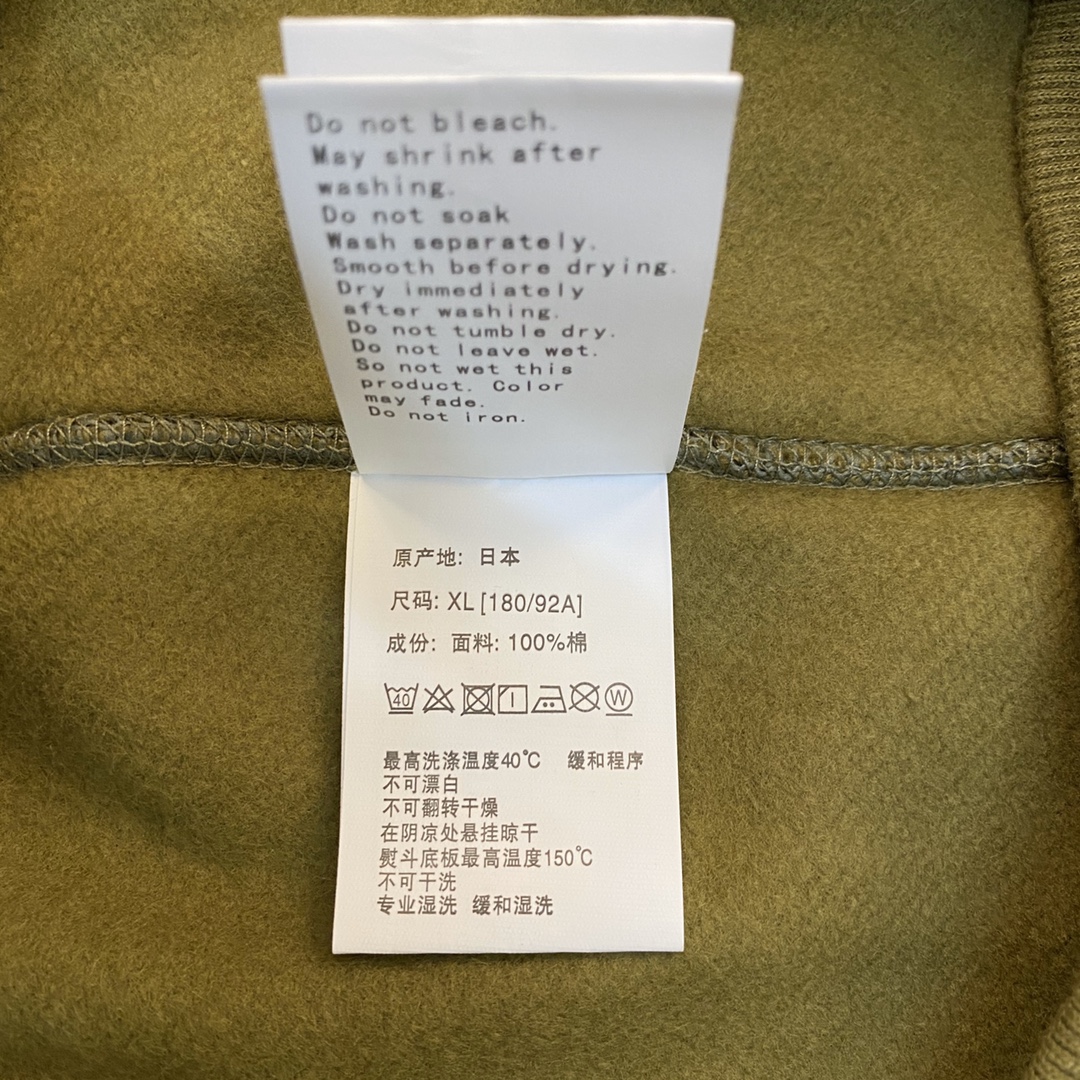 Do not bleach.
May shrink after
washing.
Do not soak
Wash separately.
Smooth before drying.
Dry immediately
after washing.
Do not tumble dry.
Do not leave wet.
So not wet this
product. Color
may fade.
Do not iron.
原产地: 日本
尺码: XL [180/92A]
成份: 面料: 100%棉
40 W
最高洗涤温度40℃ 缓和程序
不可漂白
不可翻转干燥
在阴凉处悬挂晾干
熨斗底板最高温度150℃
不可干洗
专业湿洗 缓和湿洗